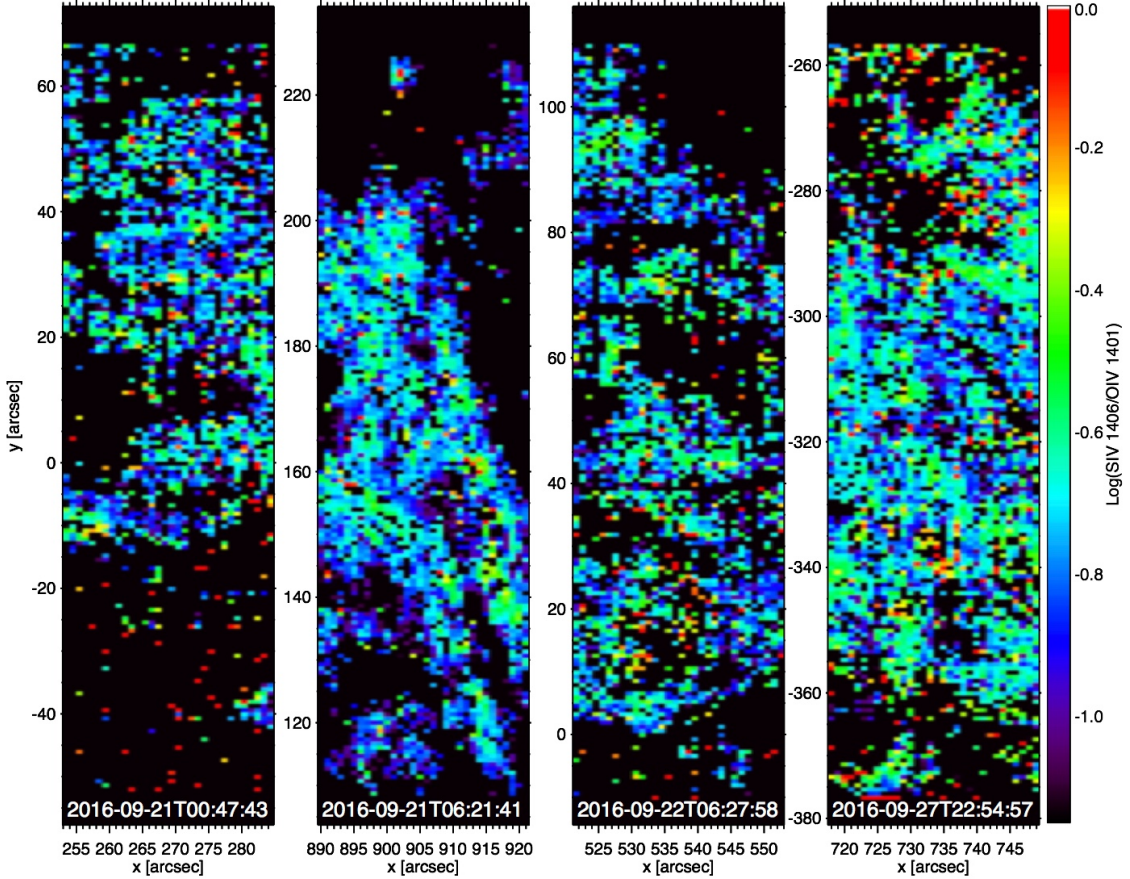 60
40
20
0
-20
-40
y [arcsec]
255 260 265 270 275 280
x [arcsec]
2016-09-21T00:47:43
220
200
180
160
140
120
890 895 900 905 910 915 920
x [arcsec]
2016-09-21T06:21:41
100
80
60
40
20
0
525 530 535 540 545 550
x [arcsec]
2016-09-22T06:27:58
-260
-280
-300
-320
-340
-360
-380
720 725 730 735 740 745
x [arcsec]
2016-09-27T22:54:57
0.0
-0.2
-0.4
-0.6
-0.8
-1.0
Log(SIV 1406/OIV 1401)